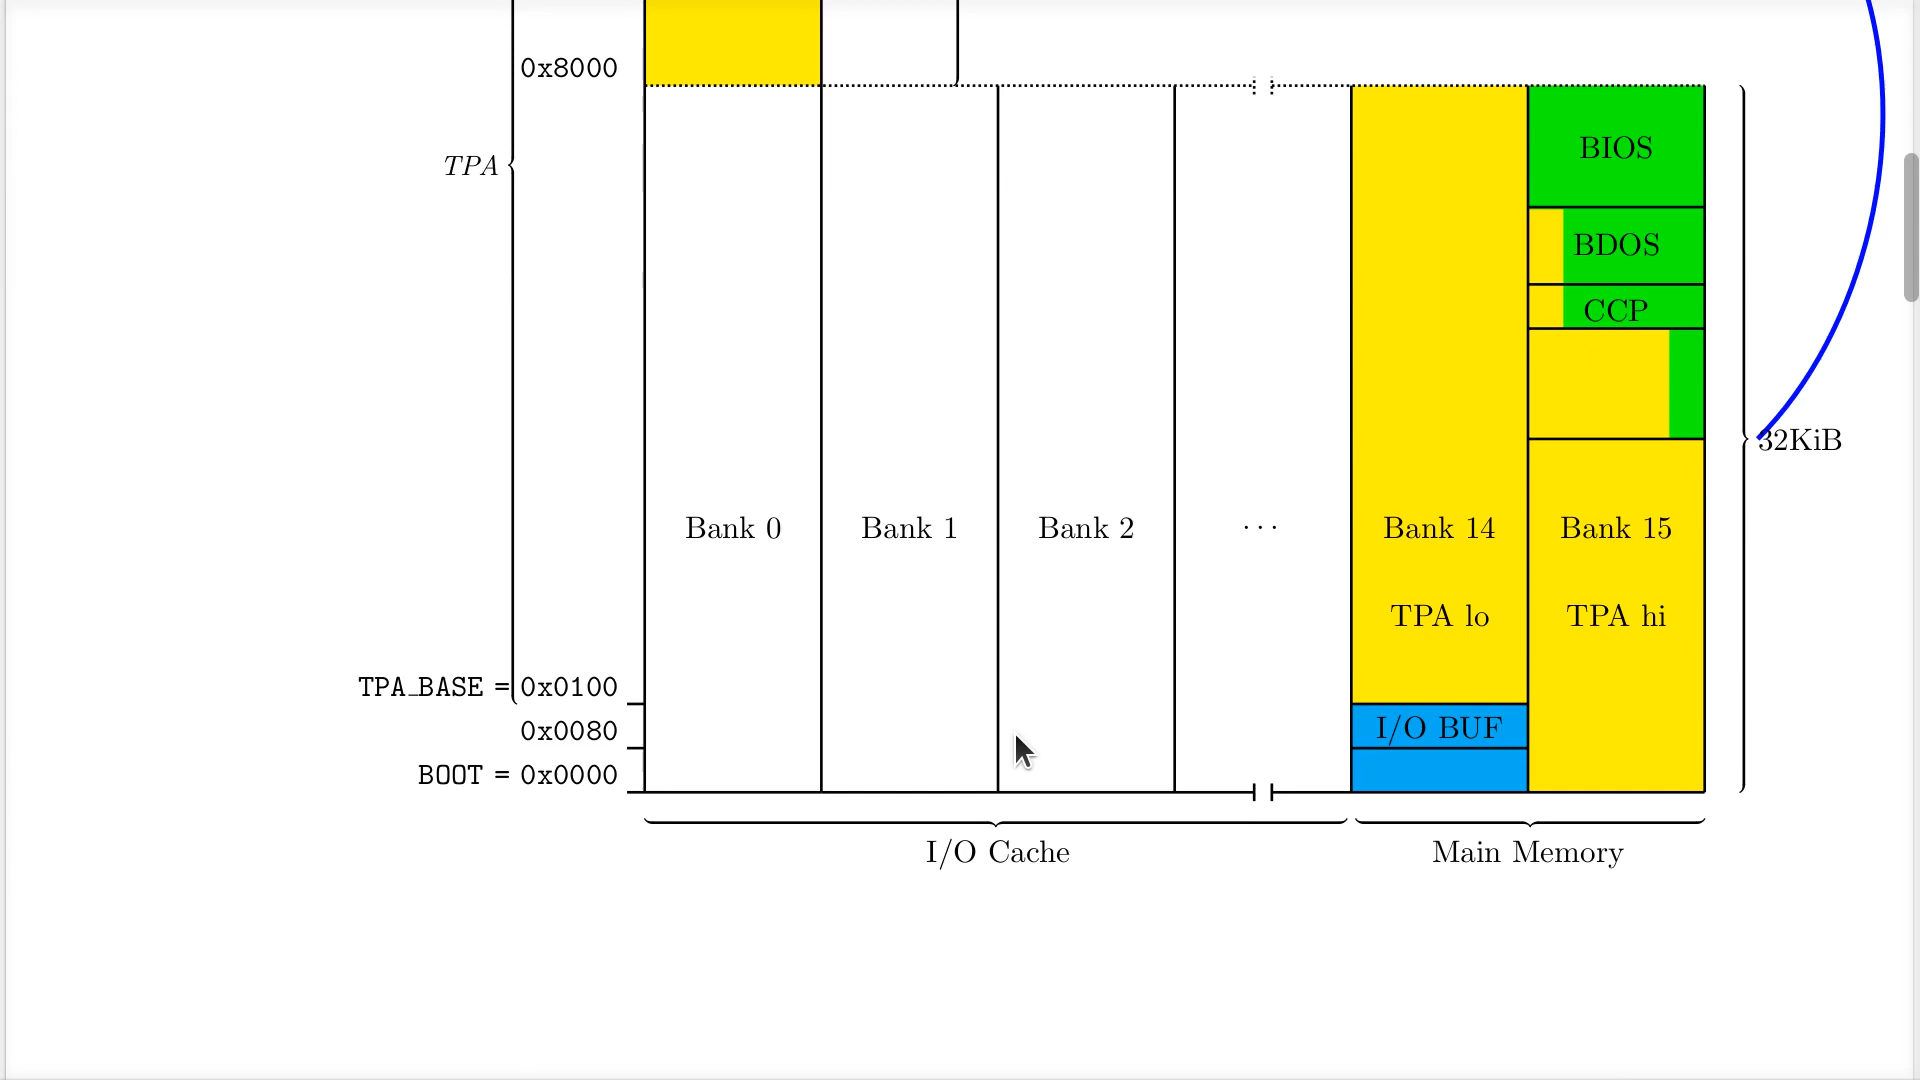 0x8000
BIOS
TPA
BDOS
CCP
32KiB
Bank 0 Bank 1 Bank 2 ... Bank 14 Bank 15
TPA lo TPA hi
TPA_BASE = 0x0100
0x0080 I/O BUF
BOOT = 0x0000
I/O Cache Main Memory